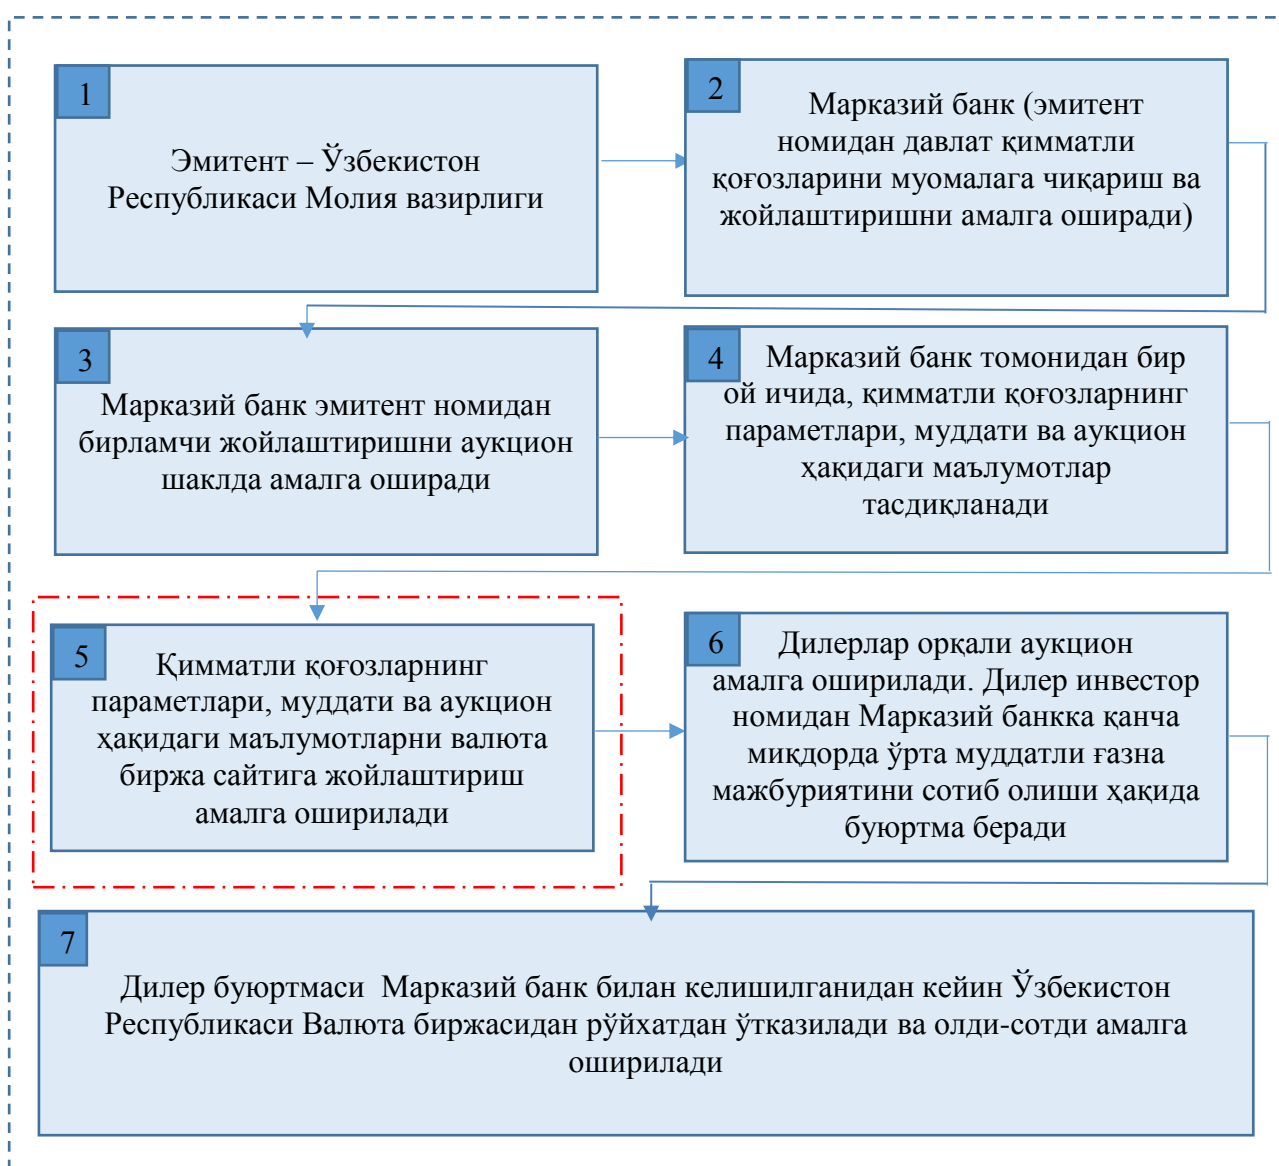 1
Эмитент – Ўзбекистон
Республикаси Молия вазирлиги
2
Марказий банк (эмитент
номидан давлат қимматли
қоғозларини муомалага чиқариш ва
жойлаштиришни амалга оширади)
3
Марказий банк эмитент номидан
бирламчи жойлаштиришни аукцион
шаклда амалга оширади
4
Марказий банк томонидан бир
ой ичида, қимматли қоғозларнинг
параметлари, муддати ва аукцион
ҳақидаги маълумотлар
тасдиқланади
5
Қимматли қоғозларнинг
параметлари, муддати ва аукцион
ҳақидаги маълумотларни валюта
биржа сайтига жойлаштириш
амалга оширилади
6
Дилерлар орқали аукцион
амалга оширилади. Дилер инвестор
номидан Марказий банкка қанча
миқдорда ўрта муддатли ғазна
мажбуриятини сотиб олиши ҳақида
буюртма беради
7
Дилер буюртмаси Марказий банк билан келишилганидан кейин Ўзбекистон
Республикаси Валюта биржасидан рўйхатдан ўтказилади ва олди-сотди амалга
оширилади